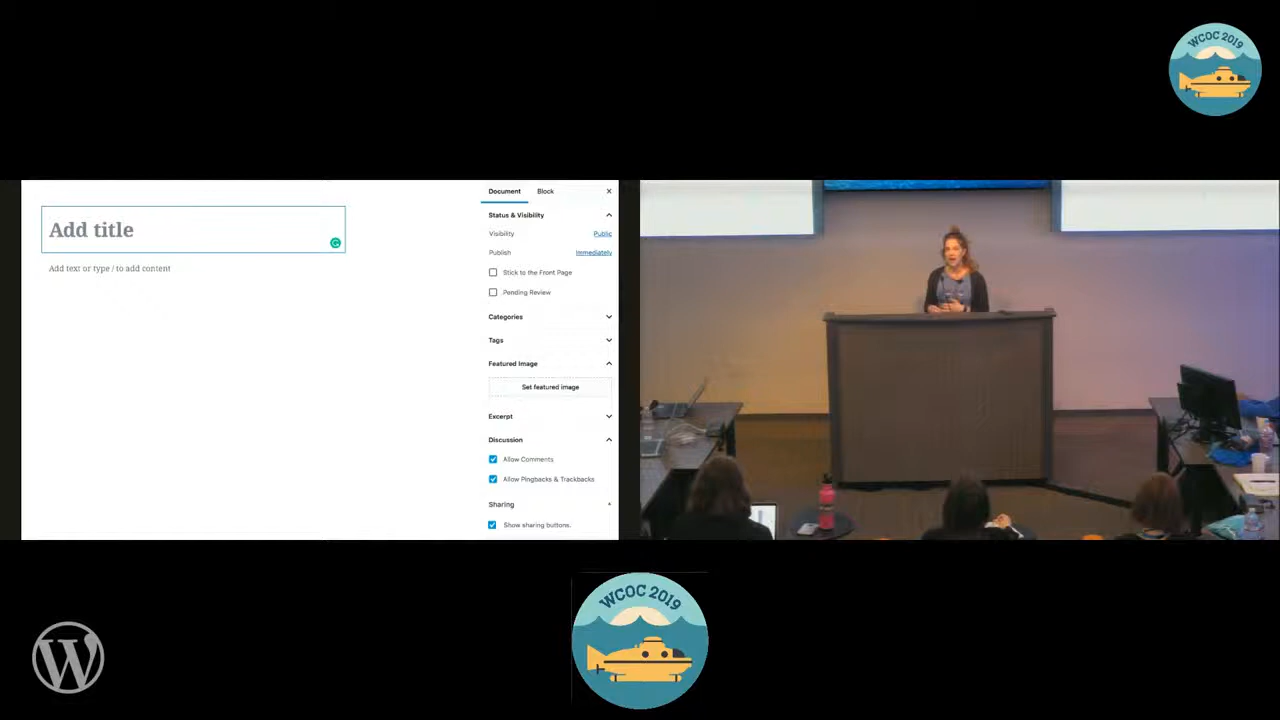 WCOC 2019
Add title
Add text or type / to add content
Document Block
Status & Visibility
Visibility Public
Publish Immediately
Stick to the Front Page
Pending Review
Categories
Tags
Featured Image
Set featured image
Excerpt
Discussion
Allow Comments
Allow Pingbacks & Trackbacks
Sharing
Show sharing buttons.
WCOC 2019
W